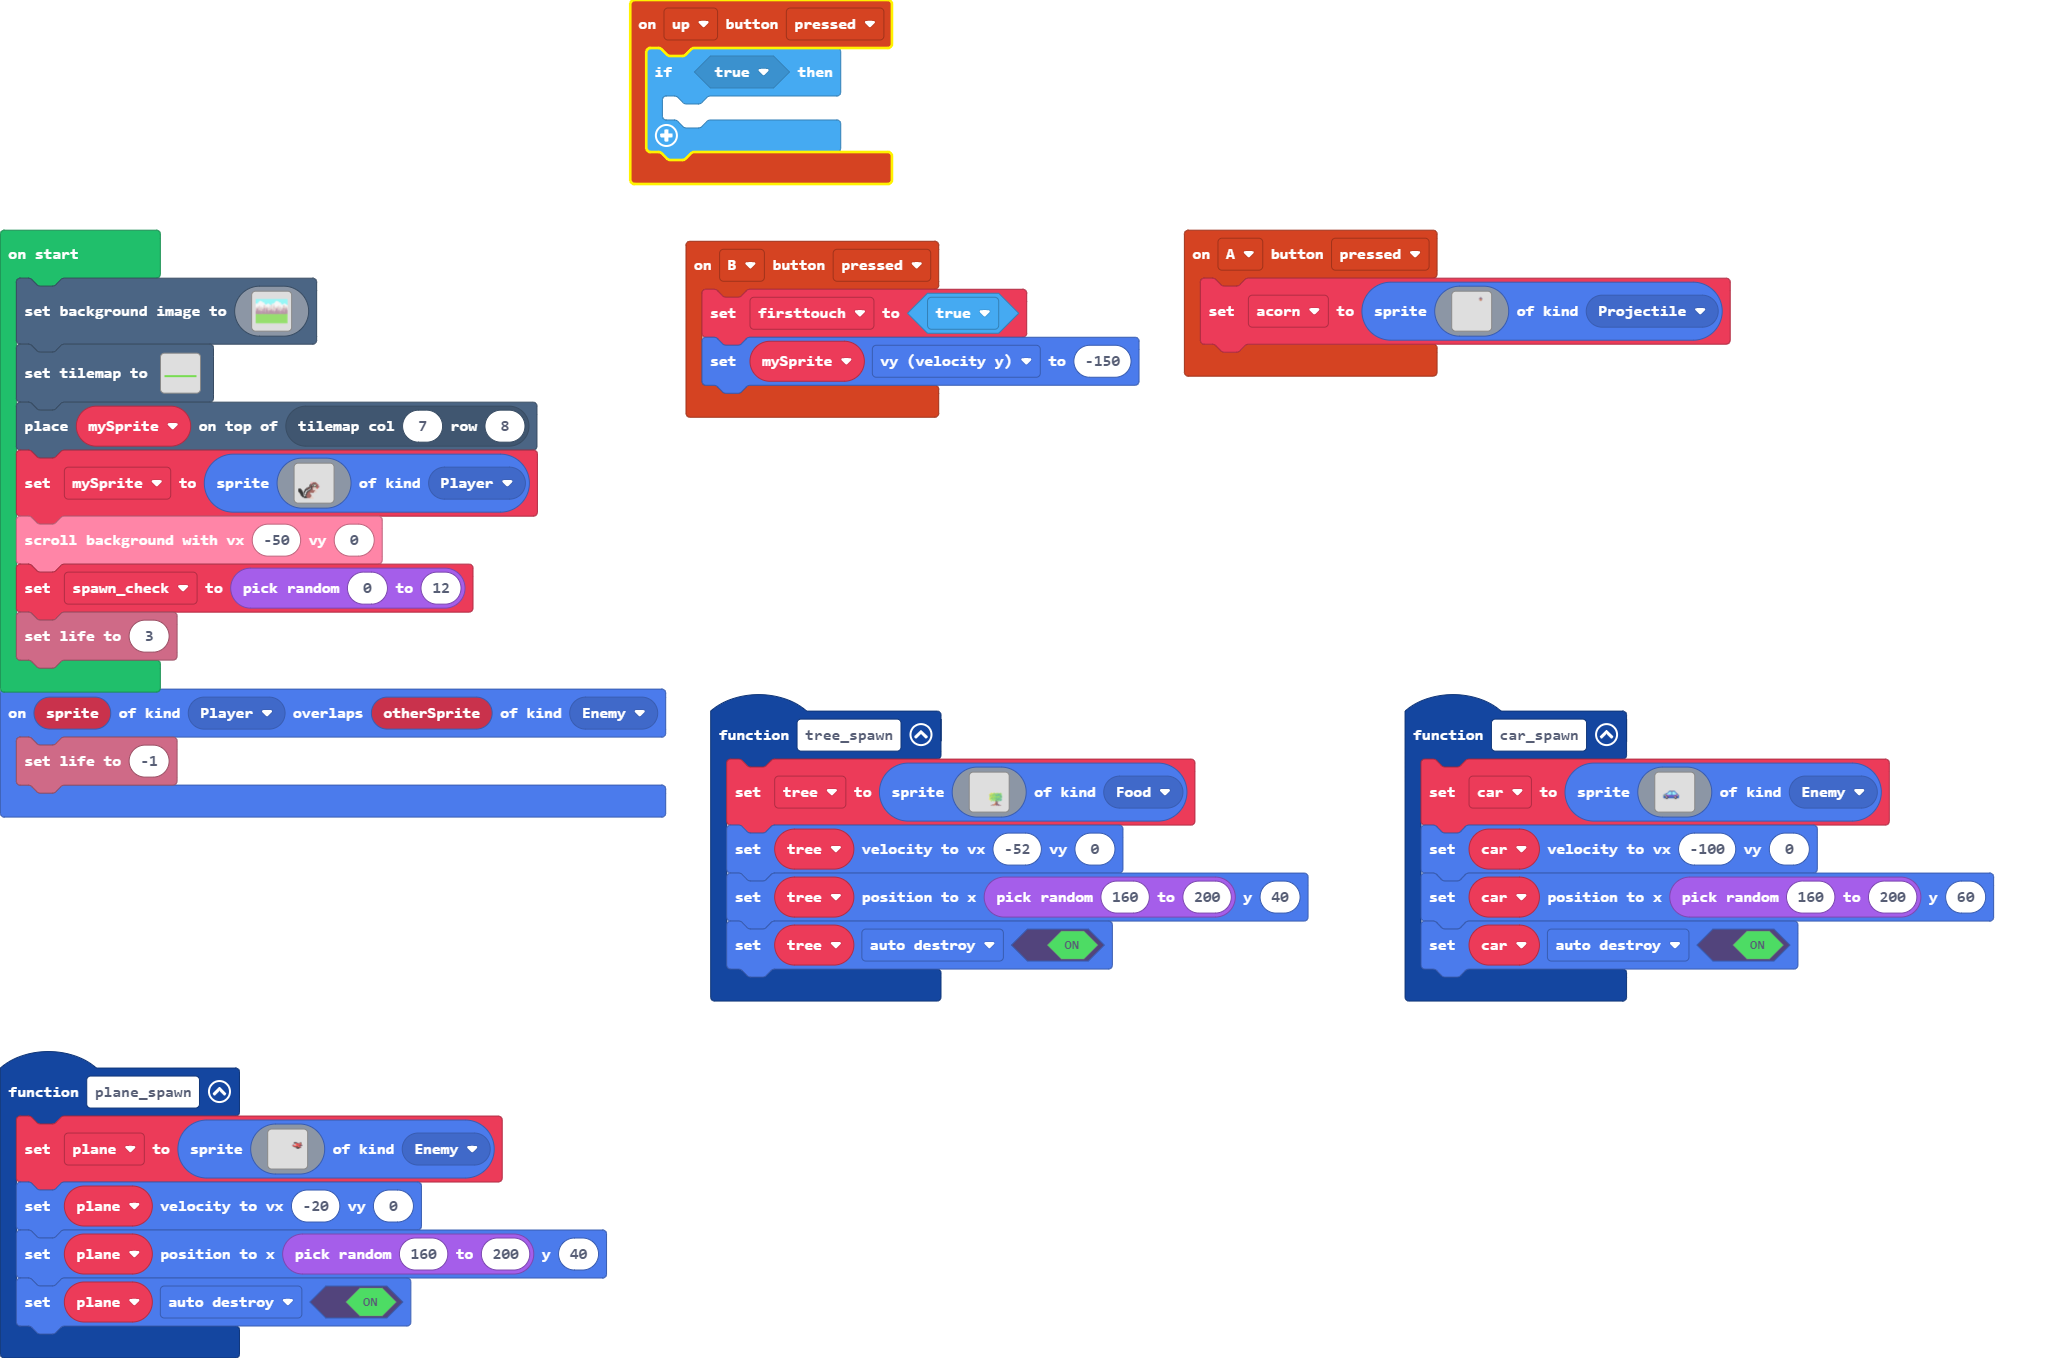 on up button pressed
if true then
on start
set background image to
set tilemap to
place mySprite on top of tilemap col 7 row 8
set mySprite to sprite of kind Player
scroll background with vx -50 vy 0
set spawn_check to pick random 0 to 12
set life to 3
on B button pressed
set firsttouch to true
set mySprite vy (velocity y) to -150
on A button pressed
set acorn to sprite of kind Projectile
on sprite of kind Player overlaps otherSprite of kind Enemy
set life to -1
function tree_spawn
set tree to sprite of kind Food
set tree velocity to vx -52 vy 0
set tree position to x pick random 160 to 200 y 40
set tree auto destroy ON
function car_spawn
set car to sprite of kind Enemy
set car velocity to vx -100 vy 0
set car position to x pick random 160 to 200 y 60
set car auto destroy ON
function plane_spawn
set plane to sprite of kind Enemy
set plane velocity to vx -20 vy 0
set plane position to x pick random 160 to 200 y 40
set plane auto destroy ON